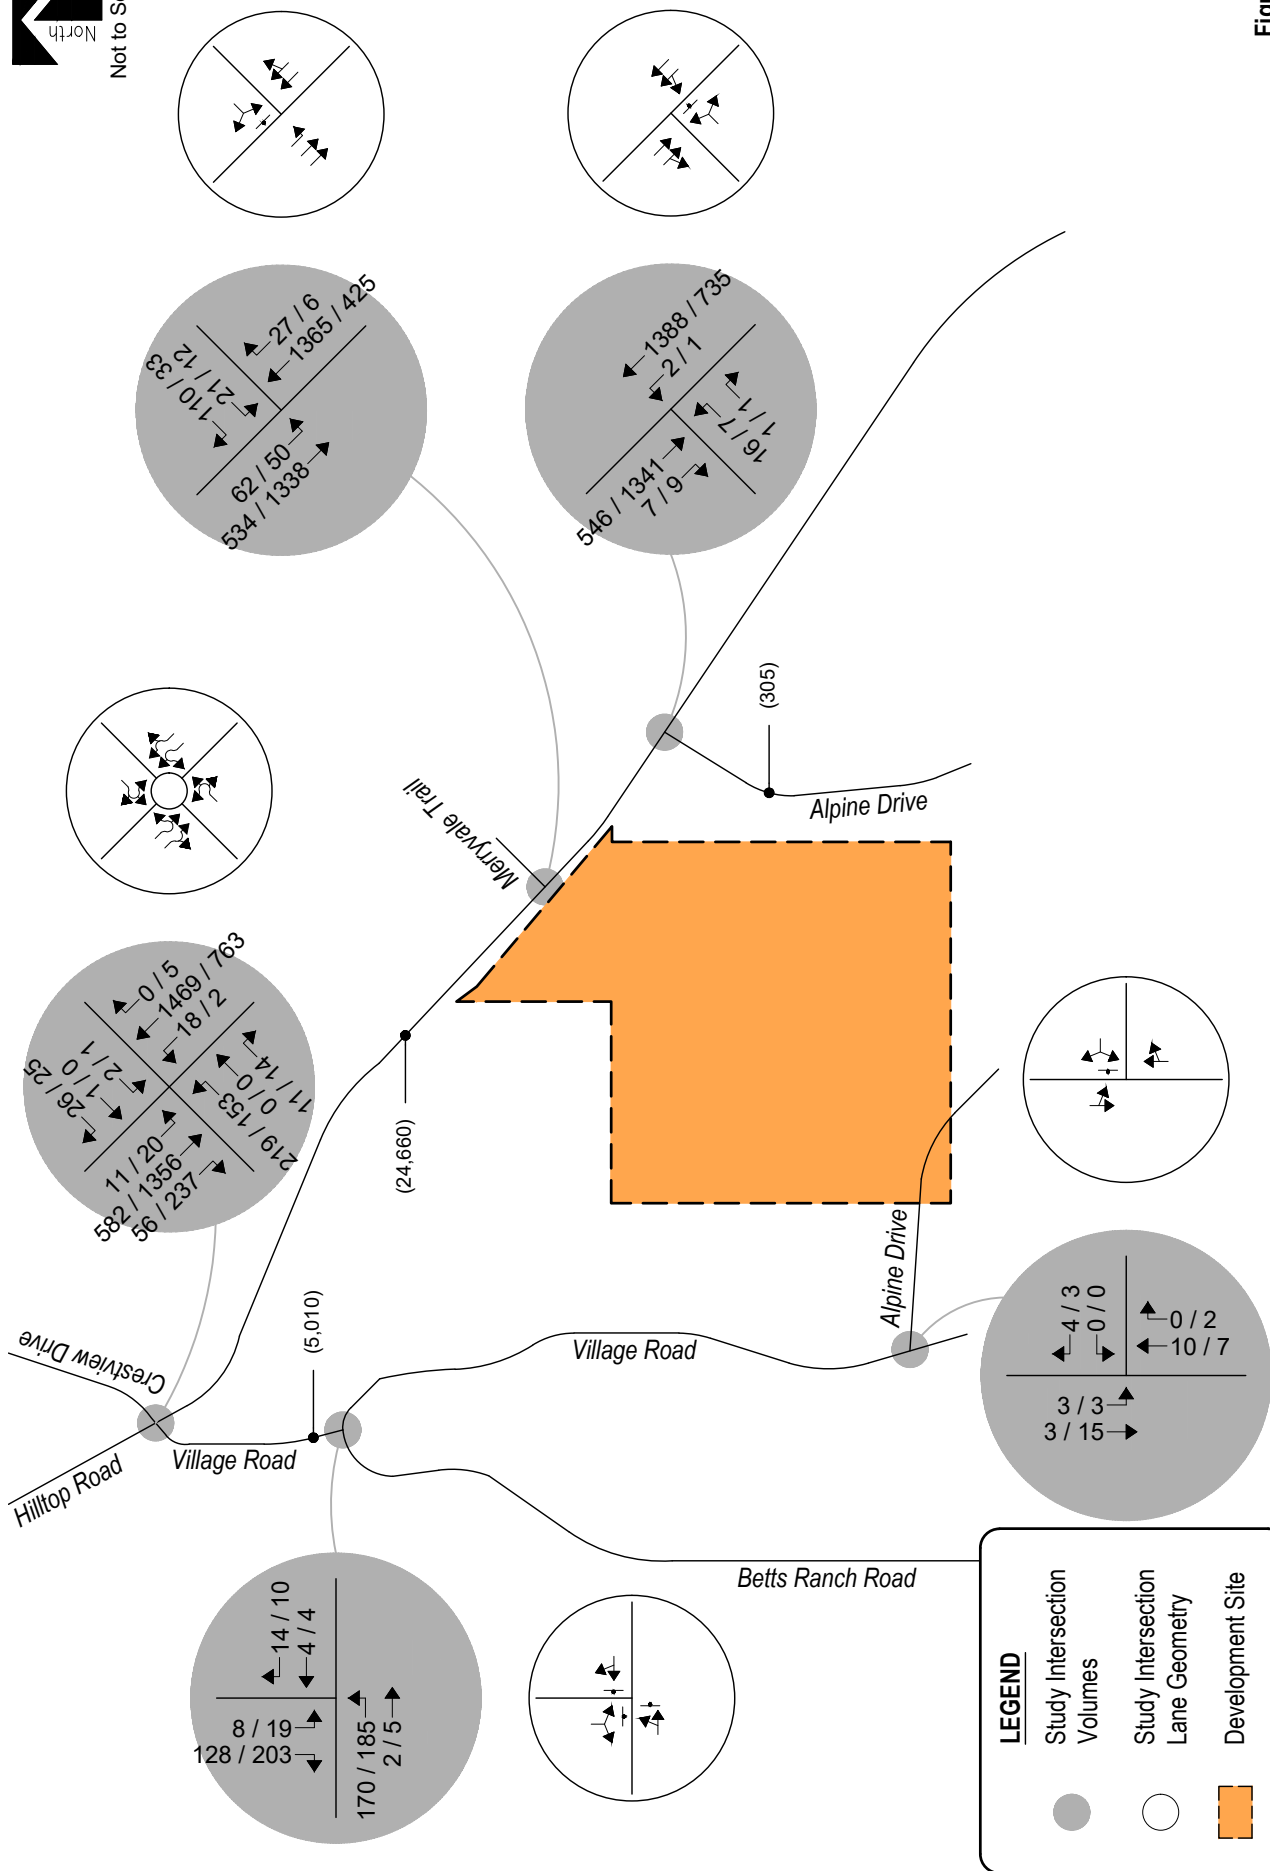 North
Not to Sc
Figu
27 / 6
1365 / 425
110 / 33
21 / 12
62 / 50
534 / 1338
1388 / 735
2 / 1
546 / 1341
7 / 9
16 / 7
1 / 1
0 / 5
1469 / 763
18 / 2
26 / 25
1 / 0
2 / 1
11 / 20
582 / 1356
56 / 237
219 / 153
0 / 0
11 / 14
Merryvale Trail
(305)
Alpine Drive
(24,660)
Crestview Drive
(5,010)
Hilltop Road
Village Road
Village Road
Alpine Drive
Betts Ranch Road
4 / 3
0 / 0
0 / 2
10 / 7
3 / 3
3 / 15
14 / 10
4 / 4
8 / 19
128 / 203
170 / 185
2 / 5
LEGEND
Study Intersection
Volumes
Study Intersection
Lane Geometry
Development Site